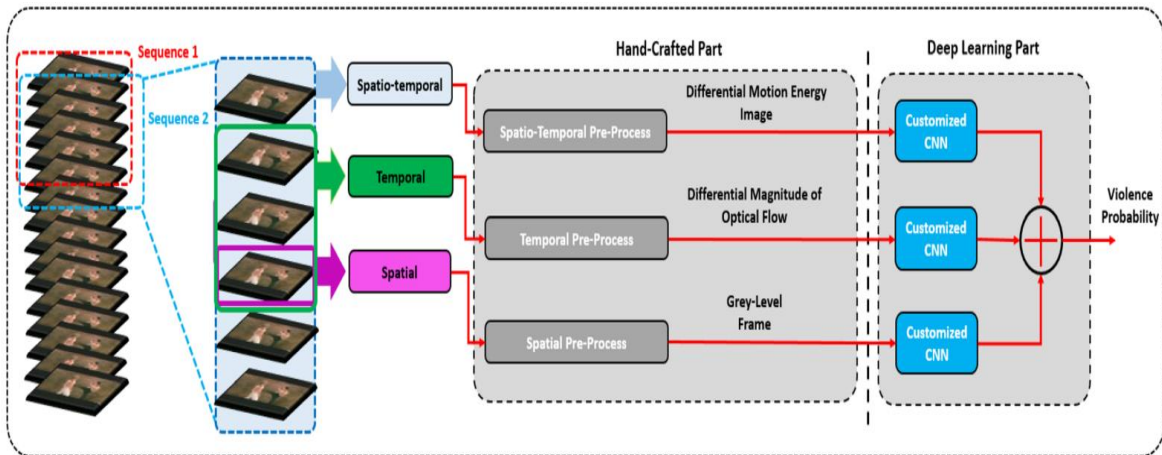 Sequence 1
Sequence 2
Spatio-temporal
Temporal
Spatial
Hand-Crafted Part
Spatio-Temporal Pre-Process
Differential Motion Energy
Image
Temporal Pre-Process
Differential Magnitude of
Optical Flow
Spatial Pre-Process
Grey-Level
Frame
Deep Learning Part
Customized
CNN
Customized
CNN
Customized
CNN
Violence
Probability